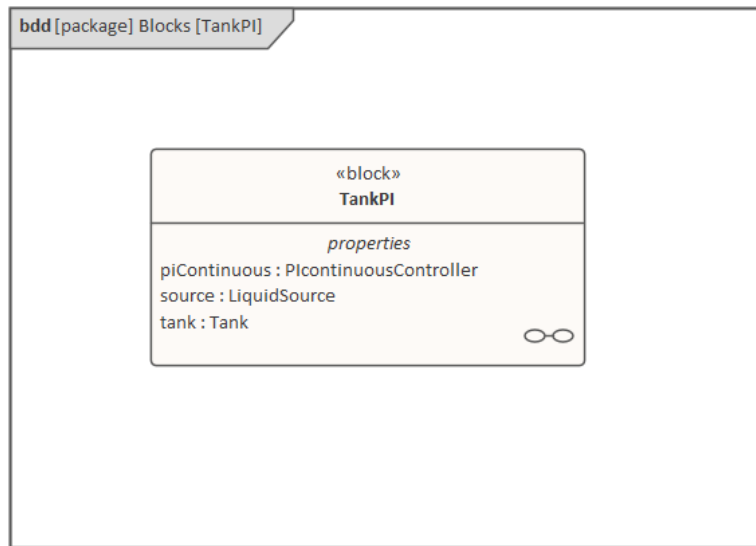 bdd [package] Blocks [TankPI]
«block»
TankPI
properties
piContinuous : PIcontinuousController
source : LiquidSource
tank : Tank